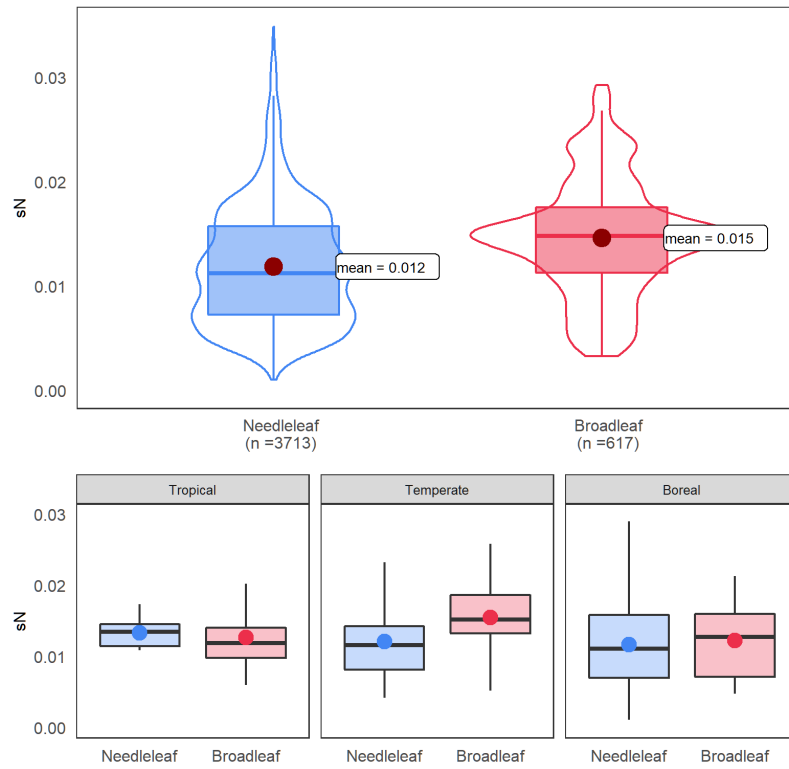 0.03
0.02
sN
0.01
0.00
mean = 0.012
mean = 0.015
Needleleaf
(n =3713)
Broadleaf
(n =617)
Tropical
Temperate
Boreal
0.03
0.02
sN
0.01
0.00
Needleleaf
Broadleaf
Needleleaf
Broadleaf
Needleleaf
Broadleaf